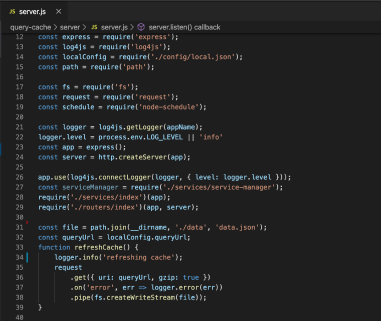 server.js
query-cache > server > server.js > server.listen() callback
12 const express = require('express');
13 const log4js = require('log4js');
14 const localConfig = require('./config/local.json');
15 const path = require('path');
16
17 const fs = require('fs');
18 const request = require('request');
19 const schedule = require('node-schedule');
20
21 const logger = log4js.getLogger(appName);
22 logger.level = process.env.LOG_LEVEL || 'info'
23 const app = express();
24 const server = http.createServer(app);
25
26 app.use(log4js.connectLogger(logger, { level: logger.level }));
27 const serviceManager = require('./services/service-manager');
28 require('./services/index')(app);
29 require('./routers/index')(app, server);
30
31 const file = path.join(__dirname, './data', 'data.json');
32 const queryUrl = localConfig.queryUrl;
33 function refreshCache() {
34 logger.info('refreshing cache');
35 request
36 .get({ uri: queryUrl, gzip: true })
37 .on('error', err => logger.error(err))
38 .pipe(fs.createWriteStream(file));
39 }
40